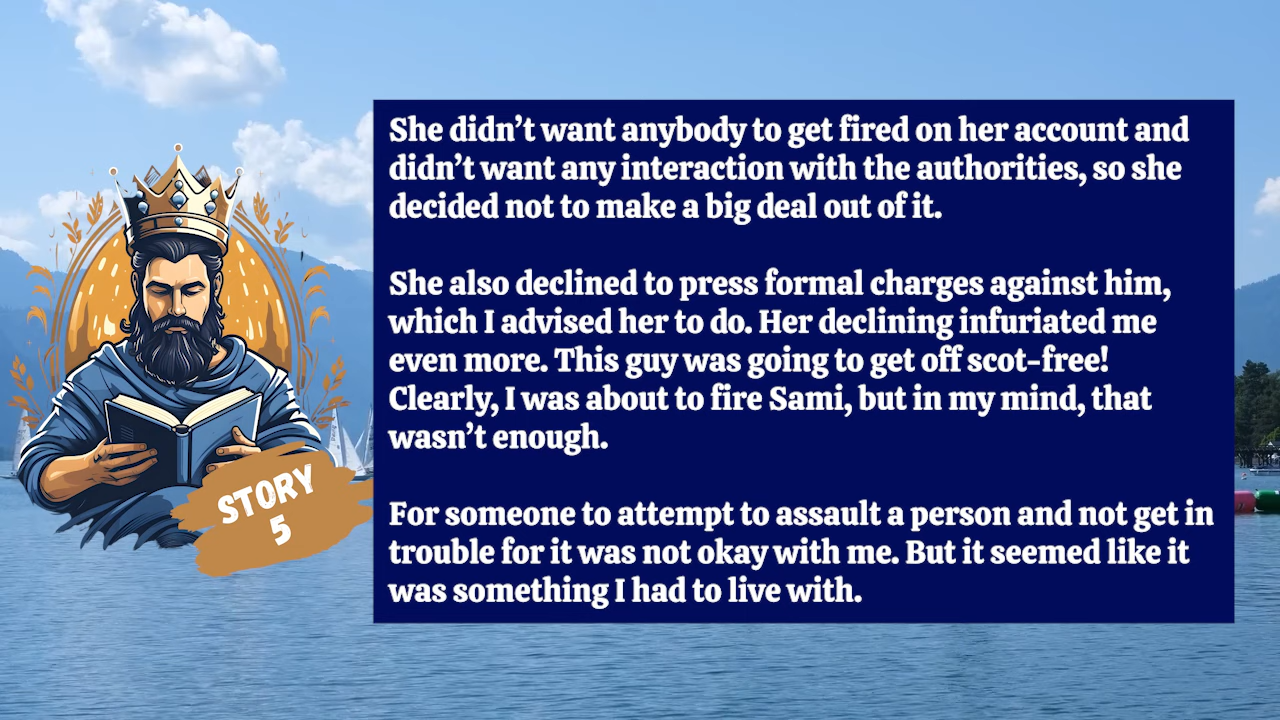 She didn’t want anybody to get fired on her account and
didn’t want any interaction with the authorities, so she
decided not to make a big deal out of it.
She also declined to press formal charges against him,
which I advised her to do. Her declining infuriated me
even more. This guy was going to get off scot-free!
Clearly, I was about to fire Sami, but in my mind, that
wasn’t enough.
For someone to attempt to assault a person and not get in
trouble for it was not okay with me. But it seemed like it
was something I had to live with.
STORY
5